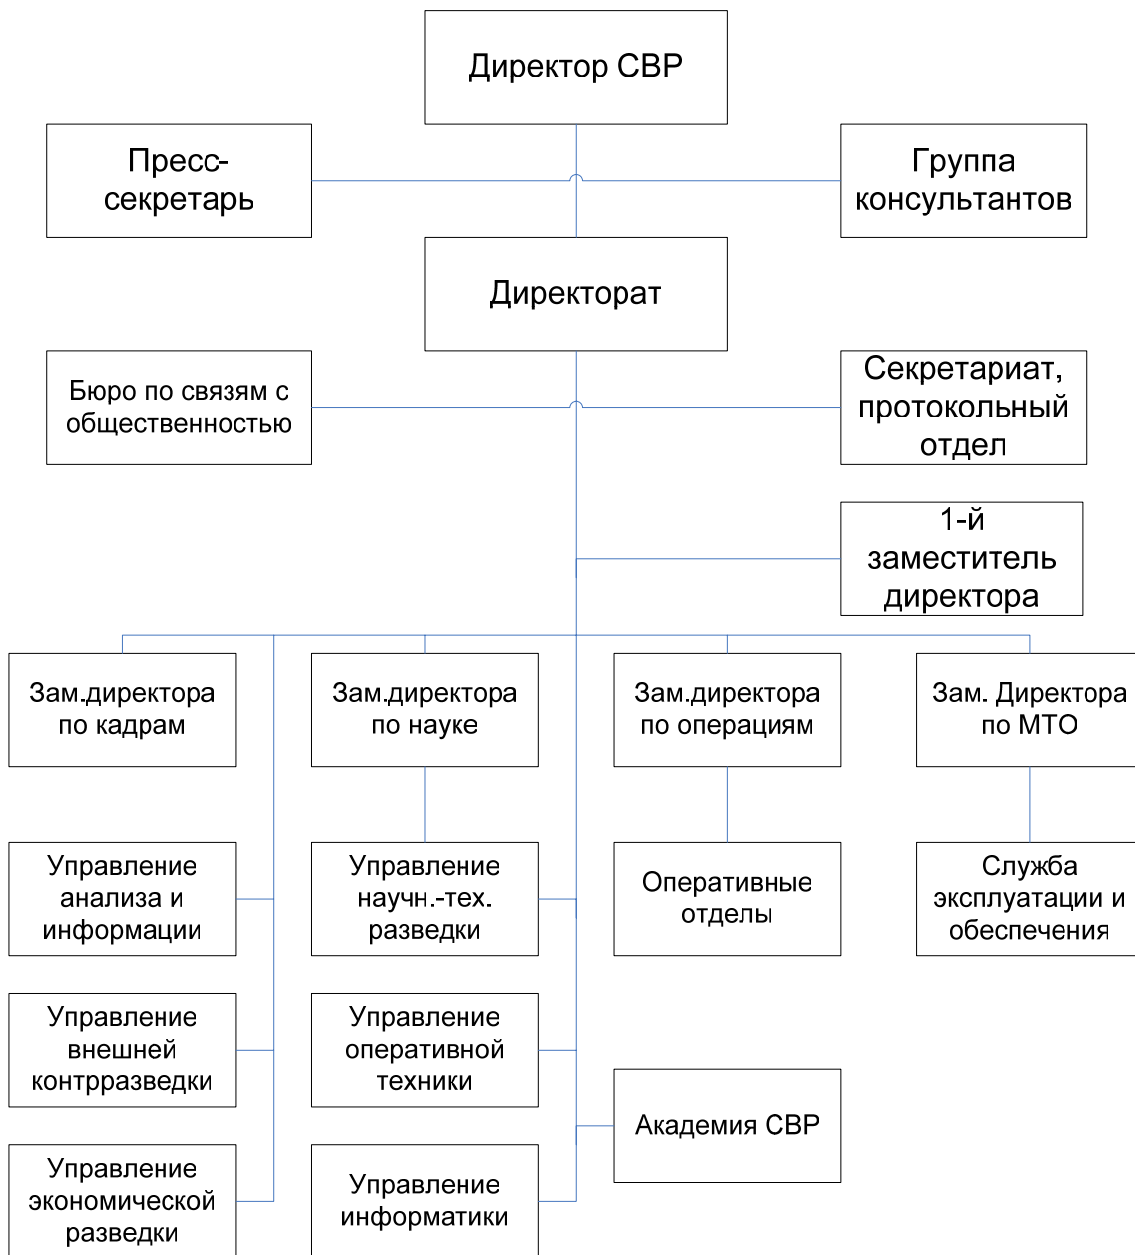 Директор СВР
Пресс-
секретарь
Группа
консультантов
Директорат
Бюро по связям с
общественностью
Секретариат,
протокольный
отдел
1-й
заместитель
директора
Зам.директора
по кадрам
Зам.директора
по науке
Зам.директора
по операциям
Зам. Директора
по МТО
Управление
анализа и
информации
Управление
научн.-тех.
разведки
Оперативные
отделы
Служба
эксплуатации и
обеспечения
Управление
внешней
контрразведки
Управление
оперативной
техники
Академия СВР
Управление
экономической
разведки
Управление
информатики